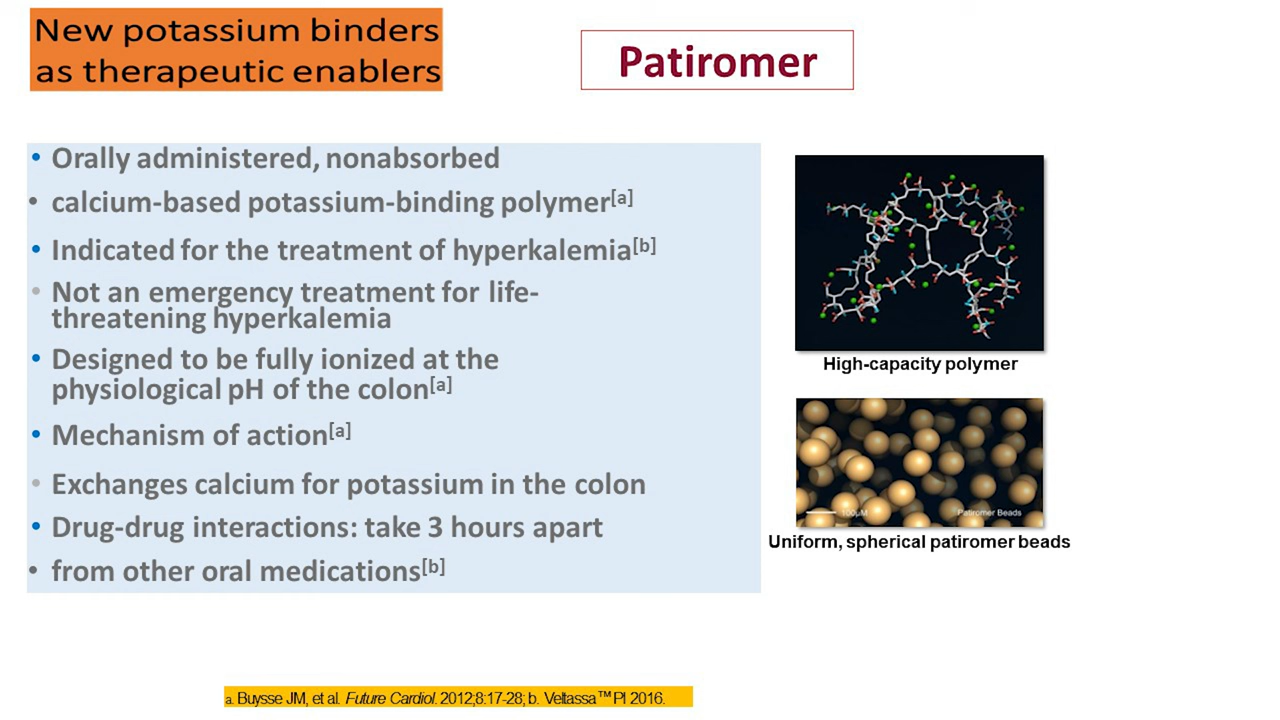 New potassium binders
as therapeutic enablers
Patiromer
• Orally administered, nonabsorbed
• calcium-based potassium-binding polymer[a]
• Indicated for the treatment of hyperkalemia[b]
• Not an emergency treatment for life-
threatening hyperkalemia
• Designed to be fully ionized at the
physiological pH of the colon[a]
• Mechanism of action[a]
• Exchanges calcium for potassium in the colon
• Drug-drug interactions: take 3 hours apart
• from other oral medications[b]
High-capacity polymer
100μM
Patiromer Beads
Uniform, spherical patiromer beads
a. Buysse JM, et al. Future Cardiol. 2012;8:17-28; b. Veltassa™ PI 2016.